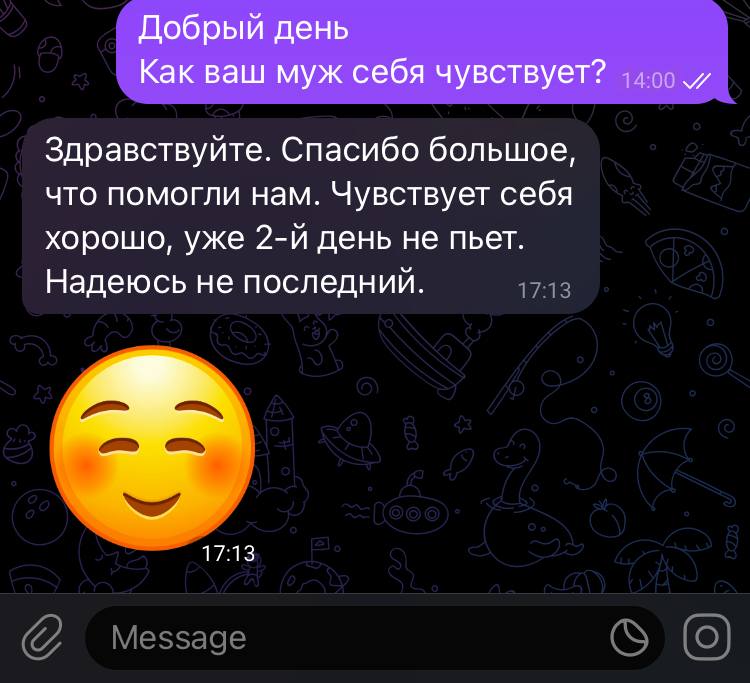 Добрый день
Как ваш муж себя чувствует?
14:00
Здравствуйте. Спасибо большое,
что помогли нам. Чувствует себя
хорошо, уже 2-й день не пьет.
Надеюсь не последний.
17:13
17:13
Message